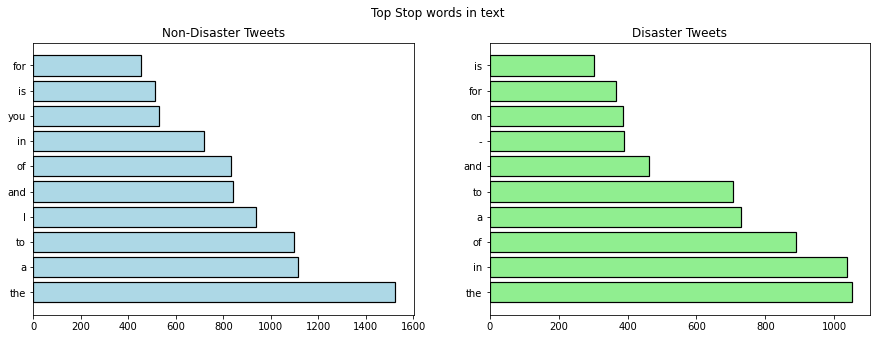 Top Stop words in text
Non-Disaster Tweets
for
is
you
in
of
and
I
to
a
the
0 200 400 600 800 1000 1200 1400 1600
Disaster Tweets
is
for
on
-
and
to
a
of
in
the
0 200 400 600 800 1000